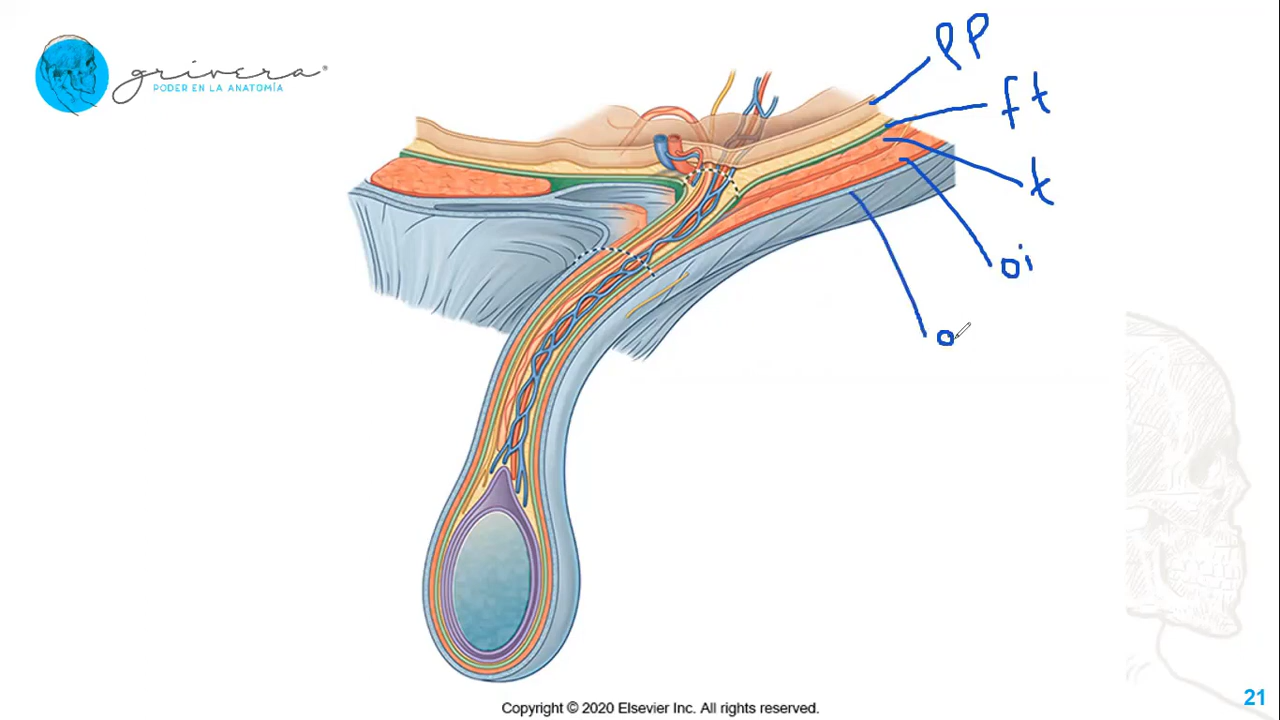 grivera®
PODER EN LA ANATOMÍA
PP
ft
t
oi
o
21
Copyright © 2020 Elsevier Inc. All rights reserved.